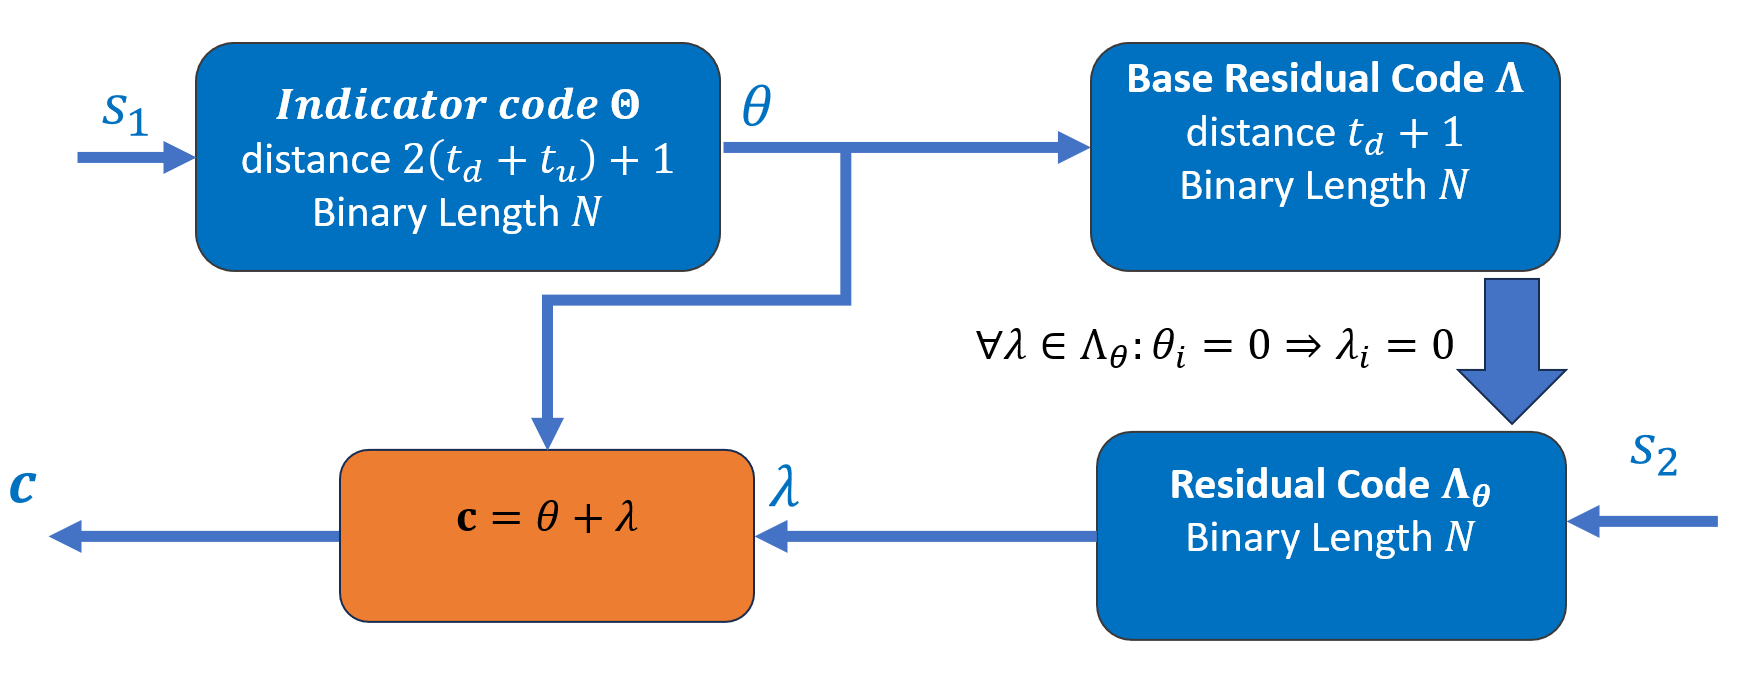 s₁
Indicator code Θ
distance 2(t_d + t_u) + 1
Binary Length N
θ
Base Residual Code Λ
distance t_d + 1
Binary Length N
∀λ ∈ Λ_θ: θ_i = 0 ⇒ λ_i = 0
c
c = θ + λ
λ
Residual Code Λ_θ
Binary Length N
s₂